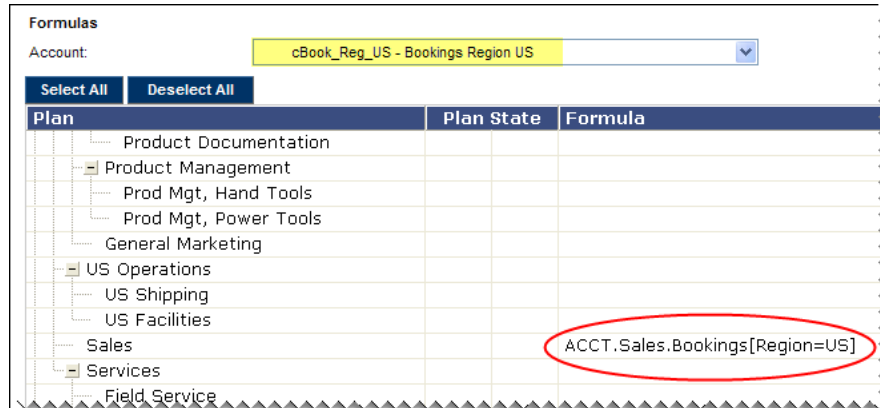 Formulas
Account: cBook_Reg_US - Bookings Region US
Select All Deselect All
Plan Plan State Formula
Product Documentation
Product Management
Prod Mgt, Hand Tools
Prod Mgt, Power Tools
General Marketing
US Operations
US Shipping
US Facilities
Sales ACCT.Sales.Bookings[Region=US]
Services
Field Service